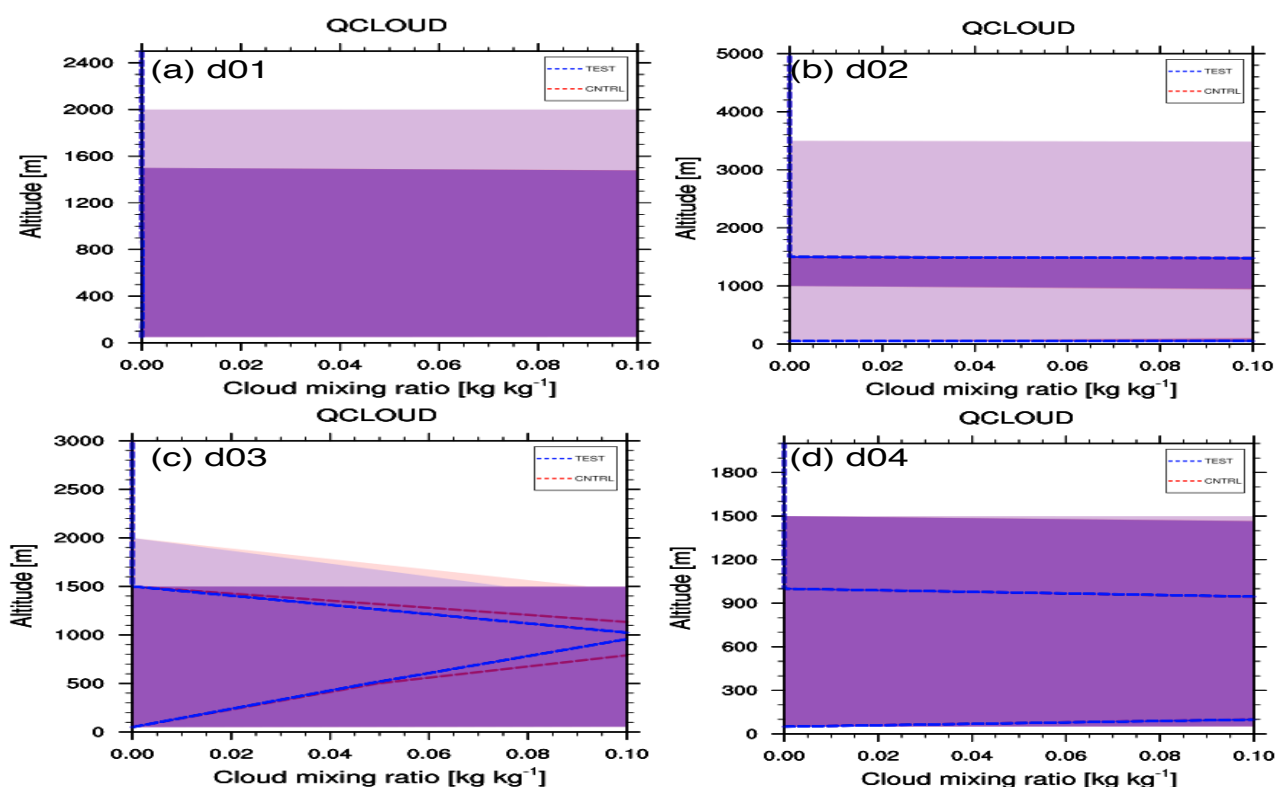 QCLOUD
(a) d01
TEST
CNTRL
2400
2000
1600
1200
800
400
0
Altitude [m]
0.00 0.02 0.04 0.06 0.08 0.10
Cloud mixing ratio [kg kg⁻¹]
QCLOUD
(b) d02
TEST
CNTRL
5000
4000
3000
2000
1000
0
Altitude [m]
0.00 0.02 0.04 0.06 0.08 0.10
Cloud mixing ratio [kg kg⁻¹]
QCLOUD
(c) d03
TEST
CNTRL
3000
2500
2000
1500
1000
500
0
Altitude [m]
0.00 0.02 0.04 0.06 0.08 0.10
Cloud mixing ratio [kg kg⁻¹]
QCLOUD
(d) d04
TEST
CNTRL
1800
1500
1200
900
600
300
0
Altitude [m]
0.00 0.02 0.04 0.06 0.08 0.10
Cloud mixing ratio [kg kg⁻¹]